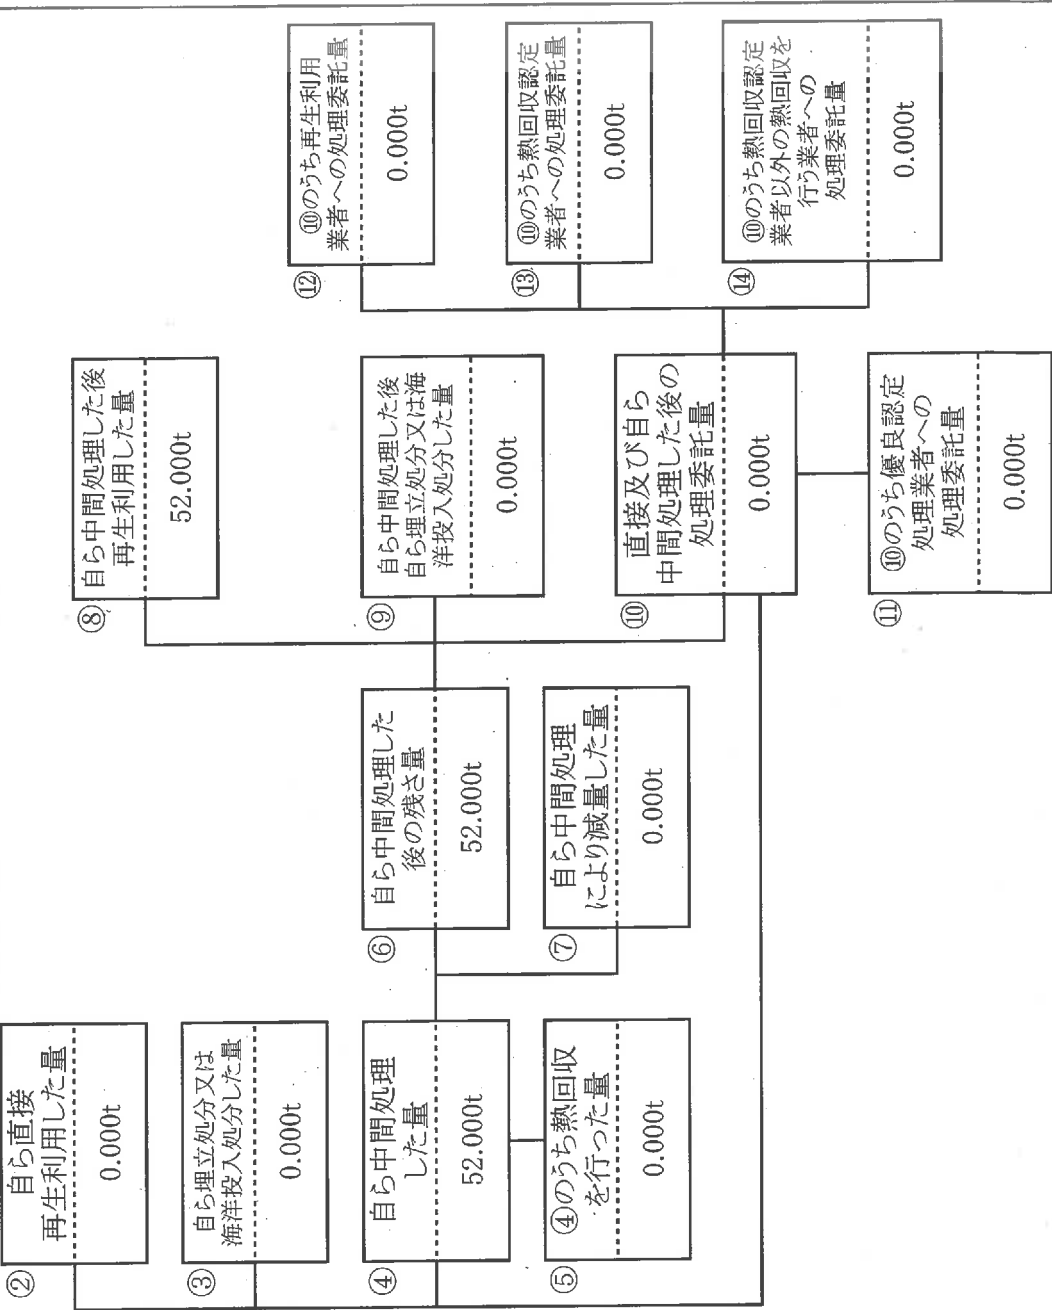 ②
自ら直接
再生利用した量
0.000t
③
自ら埋立処分又は
海洋投入処分した量
0.000t
④
自ら中間処理
した量
52.000t
⑤
④のうち熱回収
を行った量
0.000t
⑥
自ら中間処理した
後の残さ量
52.000t
⑦
自ら中間処理
により減量した量
0.000t
⑧
自ら中間処理した後
再生利用した量
52.000t
⑨
自ら中間処理した後
自ら埋立処分又は海
洋投入処分した量
0.000t
⑩
直接及び自ら
中間処理した後の
処理委託量
0.000t
⑪
⑩のうち優良認定
処理業者への
処理委託量
0.000t
⑫
⑩のうち再生利用
業者への処理委託量
0.000t
⑬
⑩のうち熱回収認定
業者への処理委託量
0.000t
⑭
⑩のうち熱回収認定
業者以外の熱回収を
行う業者への
処理委託量
0.000t